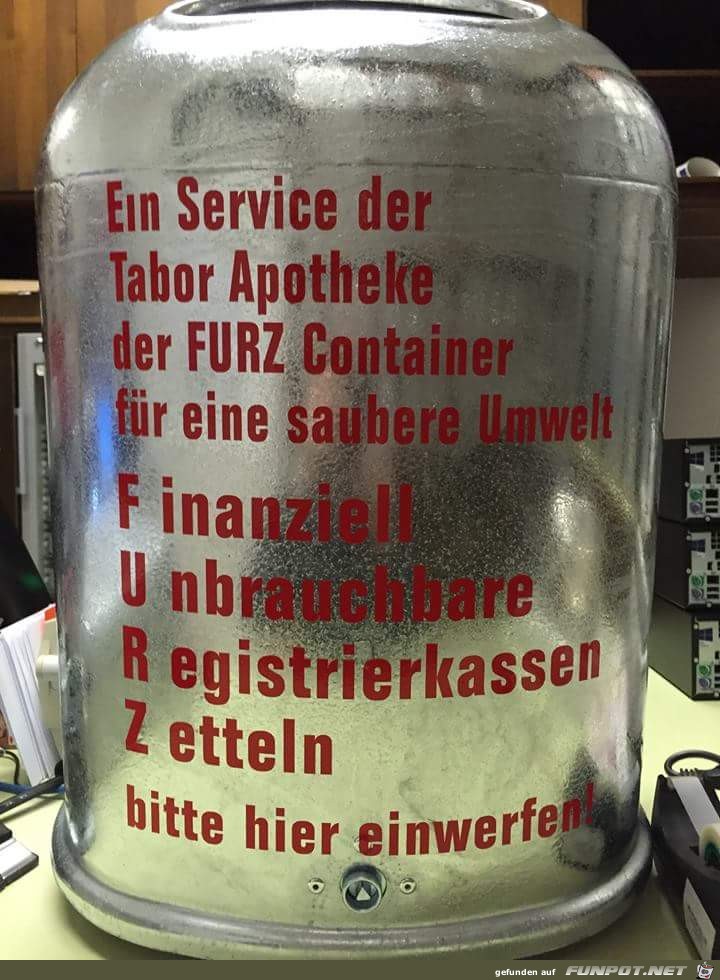 Ein Service der
Tabor Apotheke
der FURZ Container
für eine saubere Umwelt
F inanziell
U nbrauchbare
R egistrierkassen
Z etteln
bitte hier einwerfen!
gefunden auf FUNPOT.NET